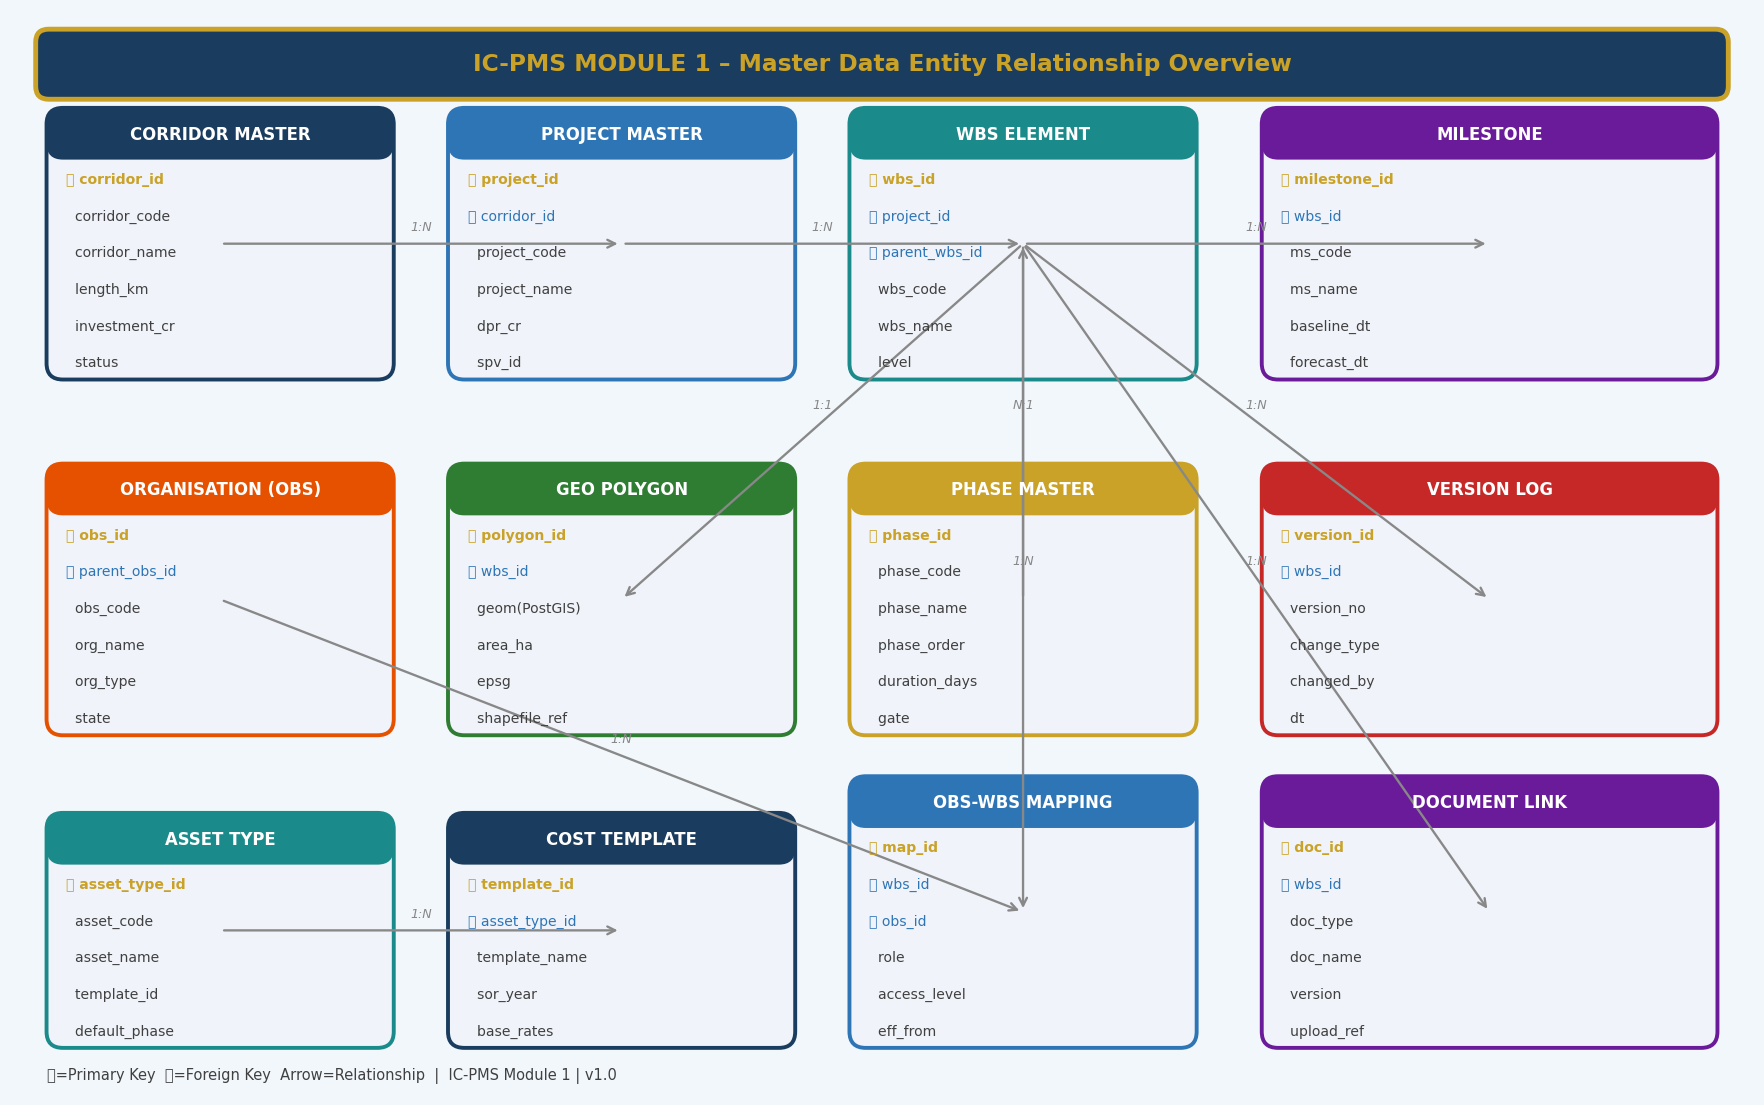 IC-PMS MODULE 1 – Master Data Entity Relationship Overview
CORRIDOR MASTER
corridor_id
corridor_code
corridor_name
length_km
investment_cr
status
1:N
PROJECT MASTER
project_id
corridor_id
project_code
project_name
dpr_cr
spv_id
1:N
WBS ELEMENT
wbs_id
project_id
parent_wbs_id
wbs_code
wbs_name
level
1:N
MILESTONE
milestone_id
wbs_id
ms_code
ms_name
baseline_dt
forecast_dt
1:1
N:1
1:N
ORGANISATION (OBS)
obs_id
parent_obs_id
obs_code
org_name
org_type
state
GEO POLYGON
polygon_id
wbs_id
geom(PostGIS)
area_ha
epsg
shapefile_ref
1:N
PHASE MASTER
phase_id
phase_code
phase_name
phase_order
duration_days
gate
1:N
1:N
VERSION LOG
version_id
wbs_id
version_no
change_type
changed_by
dt
ASSET TYPE
asset_type_id
asset_code
asset_name
template_id
default_phase
1:N
COST TEMPLATE
template_id
asset_type_id
template_name
sor_year
base_rates
OBS-WBS MAPPING
map_id
wbs_id
obs_id
role
access_level
eff_from
DOCUMENT LINK
doc_id
wbs_id
doc_type
doc_name
version
upload_ref
=Primary Key =Foreign Key Arrow=Relationship | IC-PMS Module 1 | v1.0